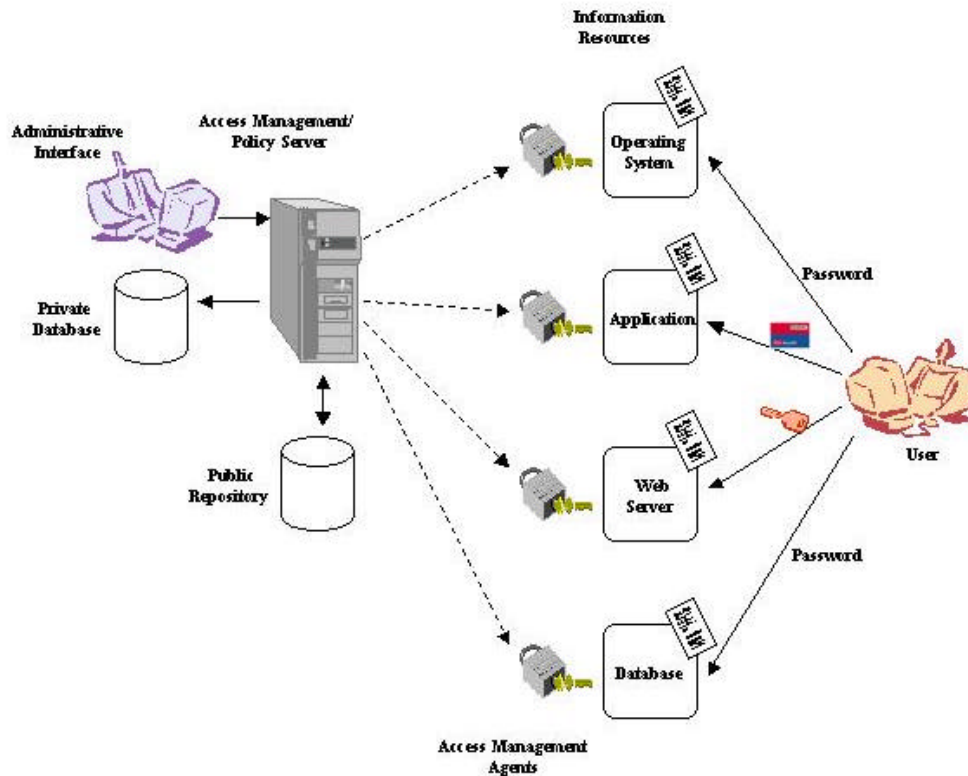 Information
Resources
Administrative
Interface
Access Management/
Policy Server
Operating
System
Password
Private
Database
Application
Public
Repository
Web
Server
User
Password
Database
Access Management
Agents